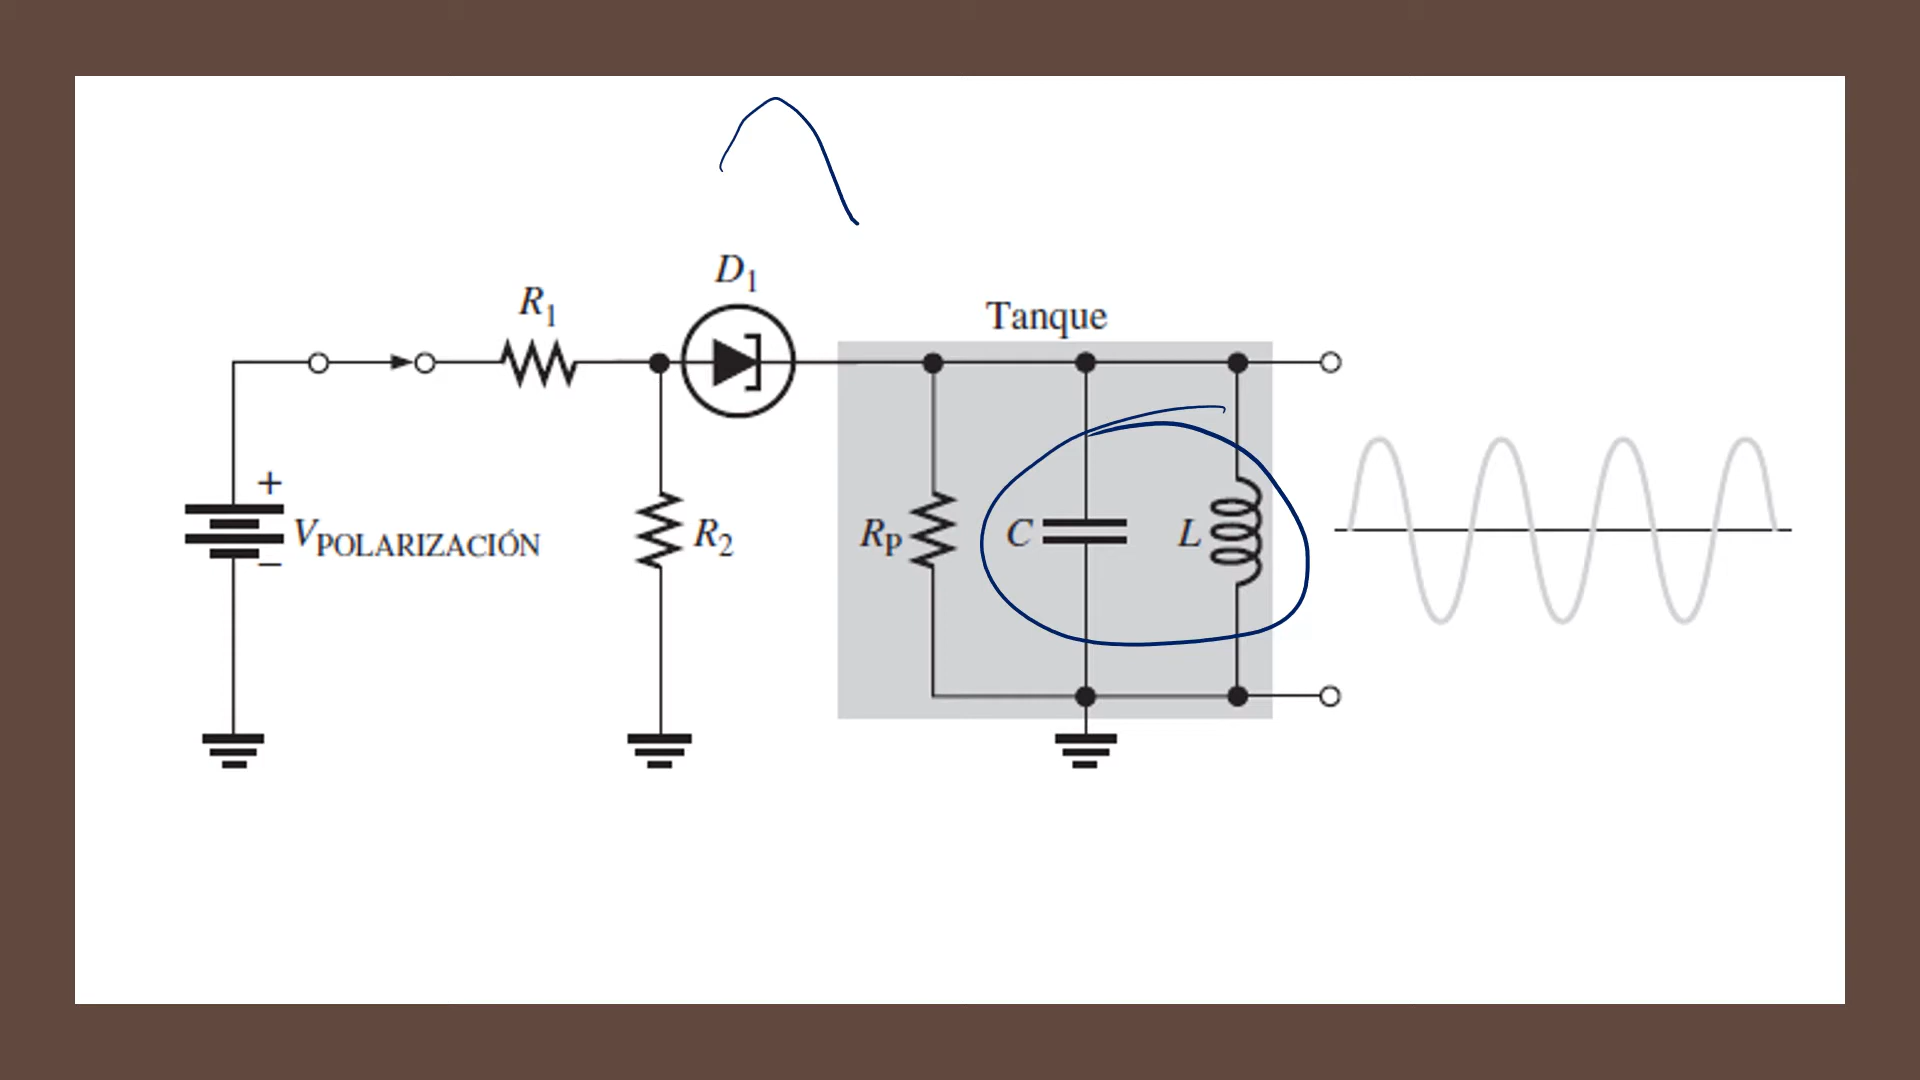 D1
R1
Tanque
+
VPOLARIZACIÓN
−
R2
RP
C
L